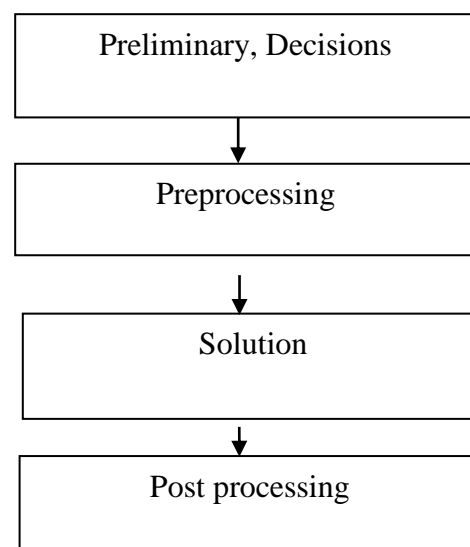 Preliminary, Decisions
Preprocessing
Solution
Post processing